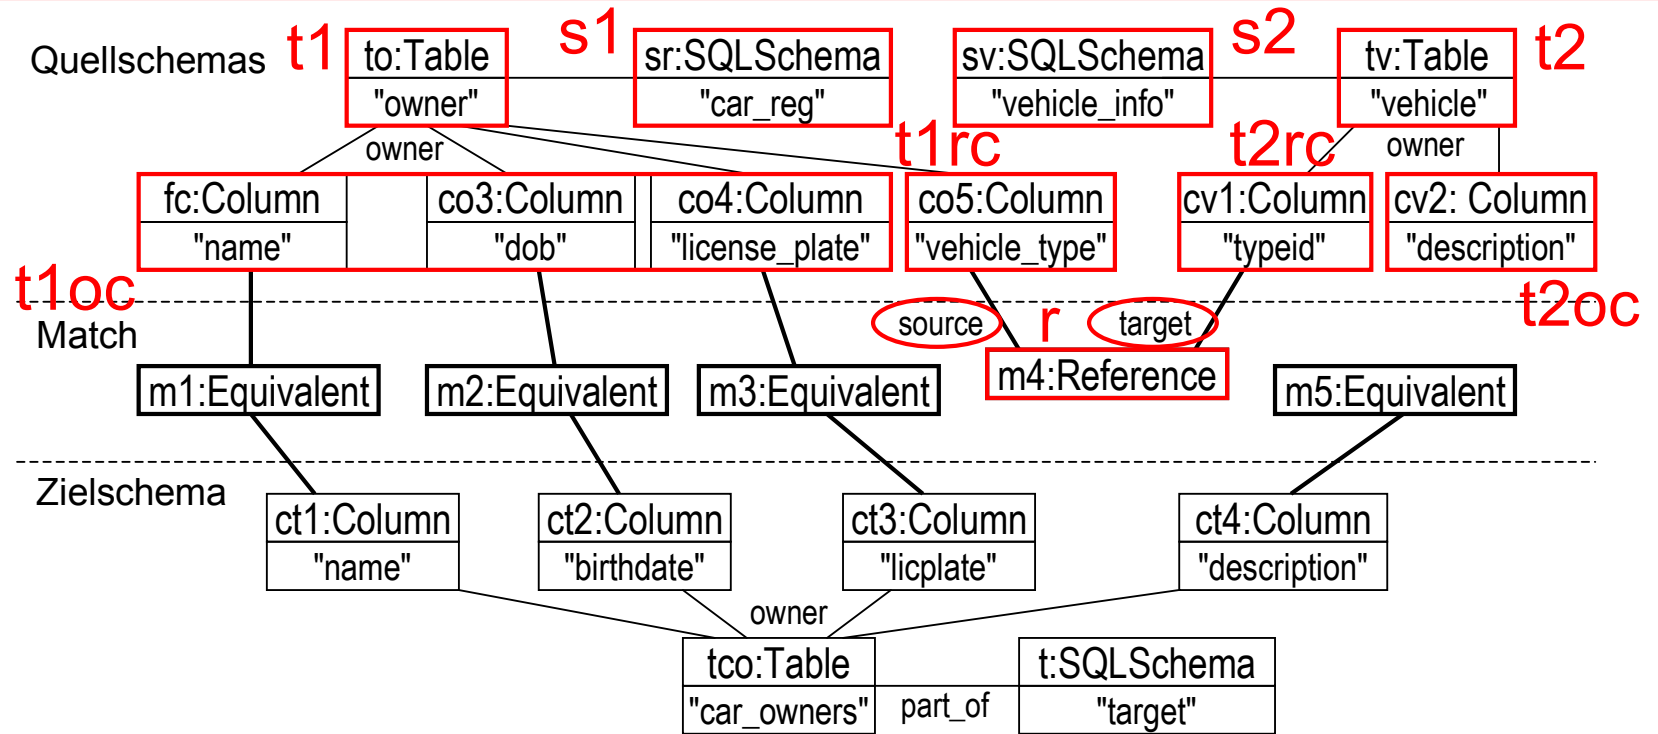 Quellschemas
t1
to:Table
"owner"
s1
sr:SQLSchema
"car_reg"
sv:SQLSchema
"vehicle_info"
s2
tv:Table
"vehicle"
t2
owner
t1rc
t2rc
owner
fc:Column
"name"
co3:Column
"dob"
co4:Column
"license_plate"
co5:Column
"vehicle_type"
cv1:Column
"typeid"
cv2: Column
"description"
t1oc
t2oc
Match
source
r
target
m1:Equivalent
m2:Equivalent
m3:Equivalent
m4:Reference
m5:Equivalent
Zielschema
ct1:Column
"name"
ct2:Column
"birthdate"
ct3:Column
"licplate"
ct4:Column
"description"
owner
tco:Table
"car_owners"
part_of
t:SQLSchema
"target"